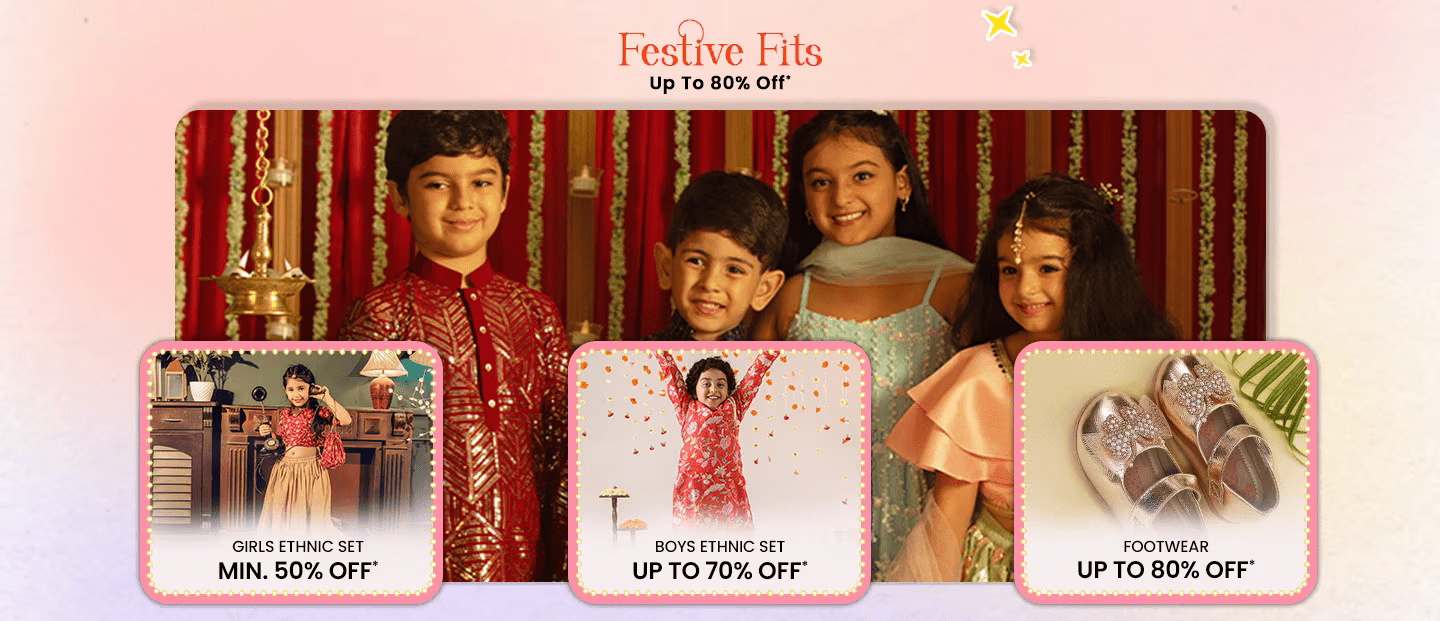 Festive Fits
Up To 80% Off*
GIRLS ETHNIC SET
MIN. 50% OFF*
BOYS ETHNIC SET
UP TO 70% OFF*
FOOTWEAR
UP TO 80% OFF*